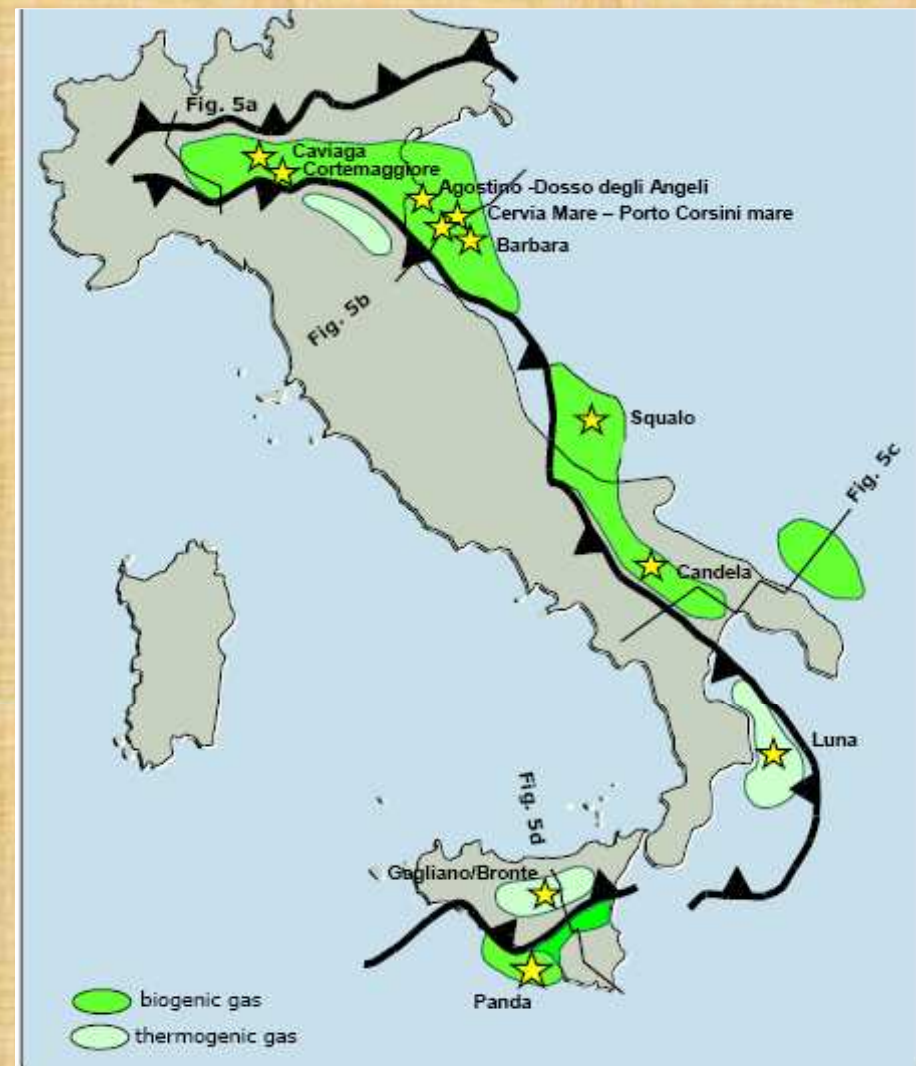 Fig. 5a
Caviaga
Cortemaggiore
Agostino -Dosso degli Angeli
Cervia Mare – Porto Corsini mare
Barbara
Fig. 5b
Squalo
Fig. 5c
Candela
Luna
Fig. 5d
Gagliano/Bronte
Panda
biogenic gas
thermogenic gas